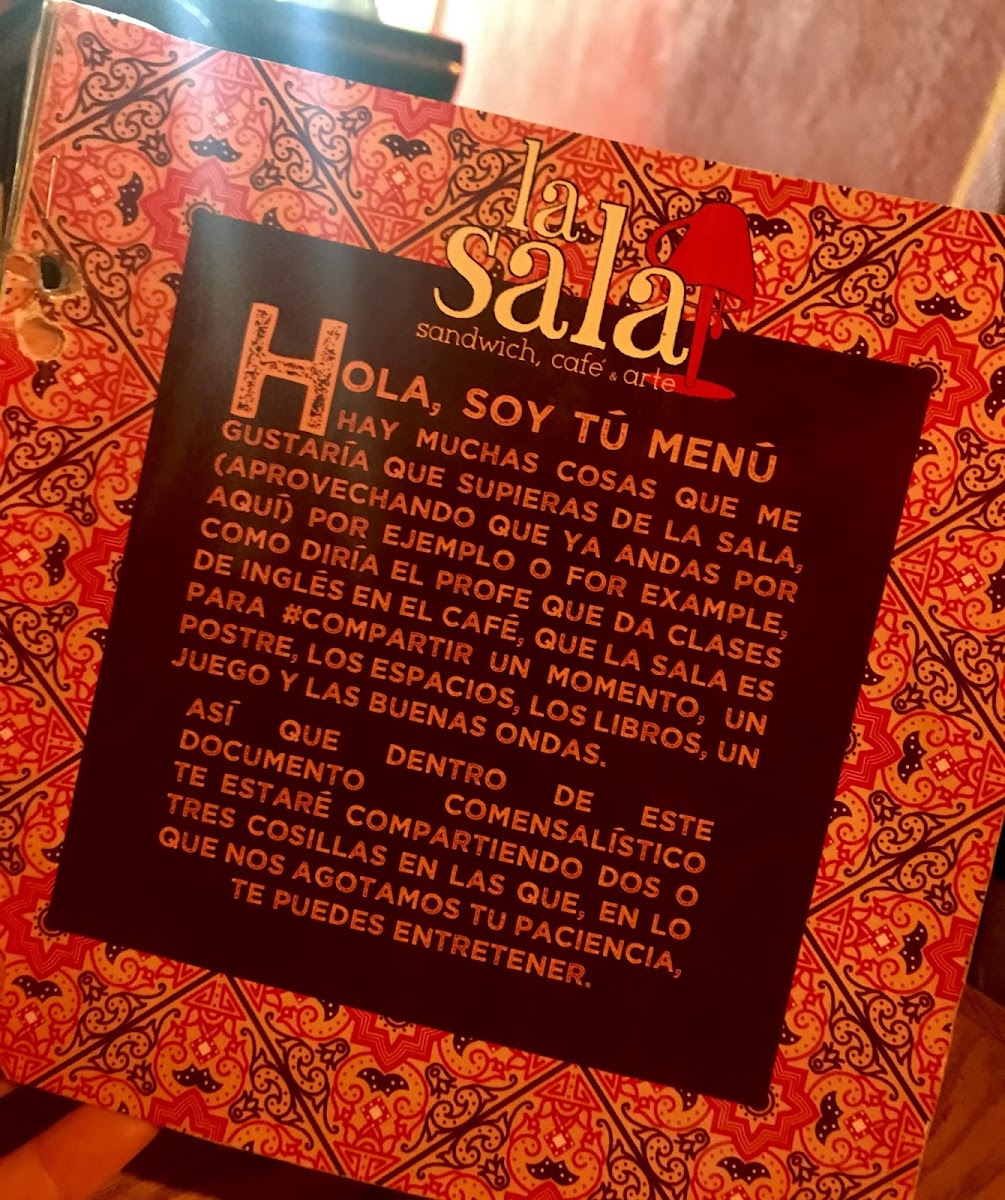 la
sala
sandwich, café & arte
HOLA, SOY TÚ MENÚ
HAY MUCHAS COSAS QUE ME
GUSTARÍA QUE SUPIERAS DE LA SALA,
(APROVECHANDO QUE YA ANDAS POR
AQUÍ) POR EJEMPLO O FOR EXAMPLE,
COMO DIRÍA EL PROFE QUE DA CLASES
DE INGLÉS EN EL CAFÉ, QUE LA SALA ES
PARA #COMPARTIR UN MOMENTO, UN
POSTRE, LOS ESPACIOS, LOS LIBROS, UN
JUEGO Y LAS BUENAS ONDAS.
ASÍ QUE DENTRO DE ESTE
DOCUMENTO COMENSALÍSTICO
TE ESTARÉ COMPARTIENDO DOS O
TRES COSILLAS EN LAS QUE, EN LO
QUE NOS AGOTAMOS TU PACIENCIA,
TE PUEDES ENTRETENER.